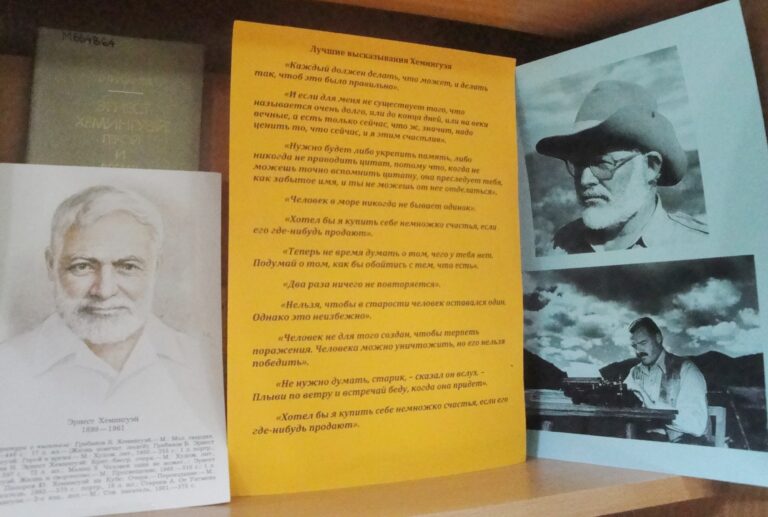 М664864
Лучшие высказывания Хемингуэя
«Каждый должен делать, что может, и делать
так, чтоб это было правильно».
«И если для меня не существует того, что
называется очень долго, или до конца дней, или на веки
вечные, а есть только сейчас, что ж, значит, надо
ценить то, что сейчас, и я этим счастлив».
«Нужно будет либо укрепить память, либо
никогда не приводить цитат, потому что, когда не
можешь точно вспомнить цитату, она преследует тебя,
как забытое имя, и ты не можешь от нее отделаться».
«Человек в море никогда не бывает одинок».
«Хотел бы я купить себе немножко счастья, если
его где-нибудь продают».
«Теперь не время думать о том, чего у тебя нет.
Подумай о том, как бы обойтись с тем, что есть».
«Два раза ничего не повторяется».
«Нельзя, чтобы в старости человек оставался один.
Однако это неизбежно».
«Человек не для того создан, чтобы терпеть
поражения. Человека можно уничтожить, но его нельзя
победить».
«Не нужно думать, старик, – сказал он вслух. –
Плыви по ветру и встречай беду, когда она придет».
«Хотел бы я купить себе немножко счастья, если его
где-нибудь продают».
Эрнест Хемингуэй
1899—1961